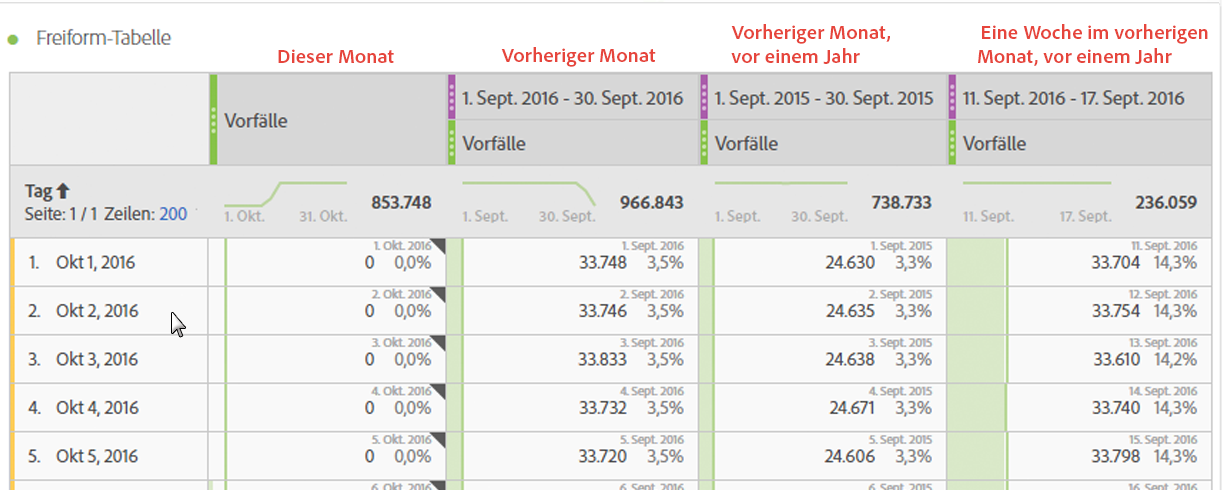 Freiform-Tabelle
Dieser Monat
Vorheriger Monat
Vorheriger Monat,
vor einem Jahr
Eine Woche im vorherigen
Monat, vor einem Jahr
Vorfälle
1. Sept. 2016 - 30. Sept. 2016
1. Sept. 2015 - 30. Sept. 2015
11. Sept. 2016 - 17. Sept. 2016
Vorfälle
Vorfälle
Vorfälle
Tag
Seite: 1 / 1 Zeilen: 200
1. Okt. 31. Okt. 853.748
1. Sept. 30. Sept. 966.843
1. Sept. 30. Sept. 738.733
11. Sept. 17. Sept. 236.059
1. Okt. 2016 1. Sept. 2016 1. Sept. 2015 11. Sept. 2016
1. Okt 1, 2016 0 0,0% 33.748 3,5% 24.630 3,3% 33.704 14,3%
2. Okt. 2016 2. Sept. 2016 2. Sept. 2015 12. Sept. 2016
2. Okt 2, 2016 0 0,0% 33.746 3,5% 24.635 3,3% 33.754 14,3%
3. Okt. 2016 3. Sept. 2016 3. Sept. 2015 13. Sept. 2016
3. Okt 3, 2016 0 0,0% 33.833 3,5% 24.638 3,3% 33.610 14,2%
4. Okt. 2016 4. Sept. 2016 4. Sept. 2015 14. Sept. 2016
4. Okt 4, 2016 0 0,0% 33.732 3,5% 24.671 3,3% 33.740 14,3%
5. Okt. 2016 5. Sept. 2016 5. Sept. 2015 15. Sept. 2016
5. Okt 5, 2016 0 0,0% 33.720 3,5% 24.606 3,3% 33.798 14,3%
6. Okt. 2016 6. Sept. 2016 6. Sept. 2015 16. Sept. 2016